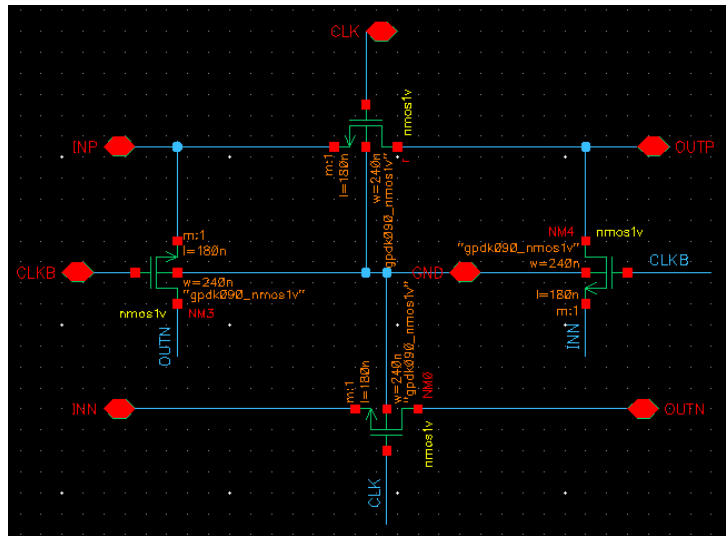 CLK
nmos1v
INP
OUTP
m:1
l=180n
w=240n
"gpdk090_nmos1v"
m:1
l=180n
CLKB
w=240n
"gpdk090_nmos1v"
nmos1v
NM3
OUTN
GND
NM4
nmos1v
"gpdk090_nmos1v"
w=240n
CLKB
l=180n
m:1
INN
INN
m:1
l=180n
w=240n
"gpdk090_nmos1v"
NM0
nmos1v
OUTN
CLK